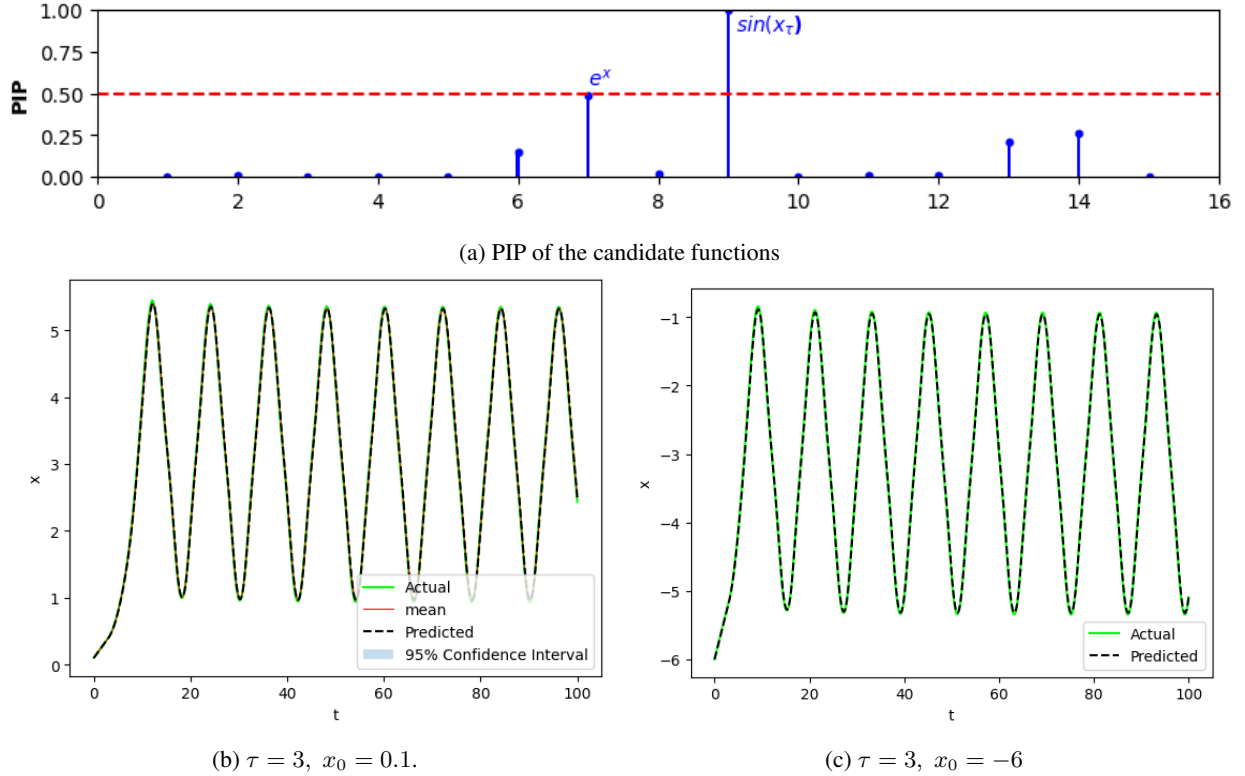 1.00
0.75
0.50
0.25
0.00
PIP
e^x
sin(x_τ)
0 2 4 6 8 10 12 14 16
(a) PIP of the candidate functions
5
4
3
2
1
0
x
Actual
mean
Predicted
95% Confidence Interval
0 20 40 60 80 100
t
(b) τ = 3, x₀ = 0.1.
−1
−2
−3
−4
−5
−6
x
Actual
Predicted
0 20 40 60 80 100
t
(c) τ = 3, x₀ = −6